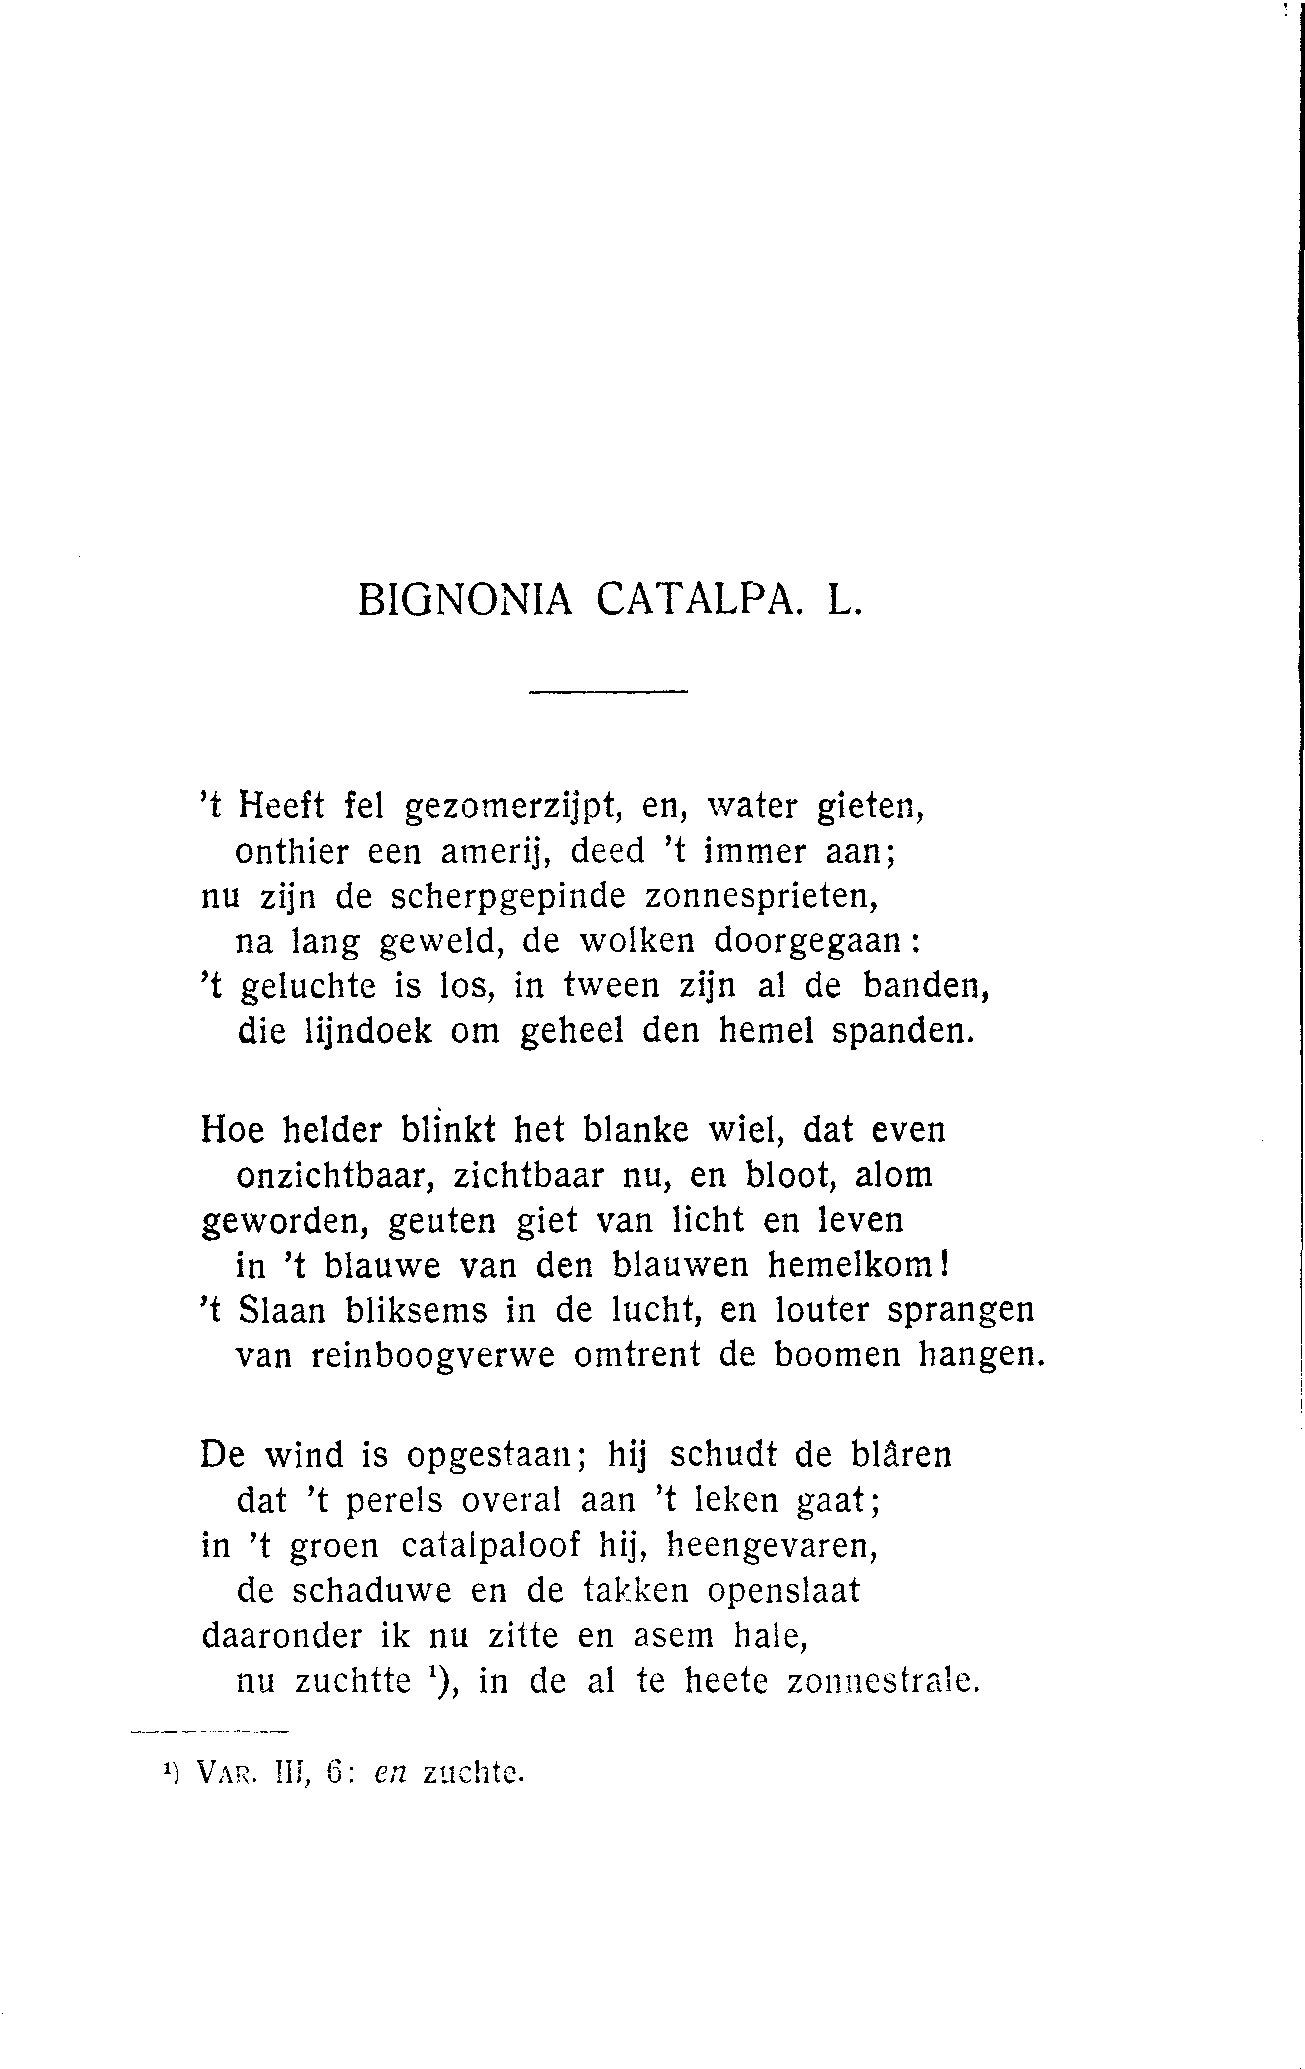 BIGNONIA CATALPA. L.
’t Heeft fel gezomerzijpt, en, water gieten,
onthier een amerij, deed ’t immer aan;
nu zijn de scherpgepinde zonnesprieten,
na lang geweld, de wolken doorgegaan :
’t geluchte is los, in tween zijn al de banden,
die lijndoek om geheel den hemel spanden.
Hoe helder blinkt het blanke wiel, dat even
onzichtbaar, zichtbaar nu, en bloot, alom
geworden, geuten giet van licht en leven
in ’t blauwe van den blauwen hemelkom!
’t Slaan bliksems in de lucht, en louter sprangen
van reinboogverwe omtrent de boomen hangen.
De wind is opgestaan; hij schudt de blâren
dat ’t perels overal aan ’t leken gaat;
in ’t groen catalpaloof hij, heengevaren,
de schaduwe en de takken openslaat
daaronder ik nu zitte en asem hale,
nu zuchtte ¹), in de al te heete zonnestrale.
¹) VAR. III, 6: en zuchte.